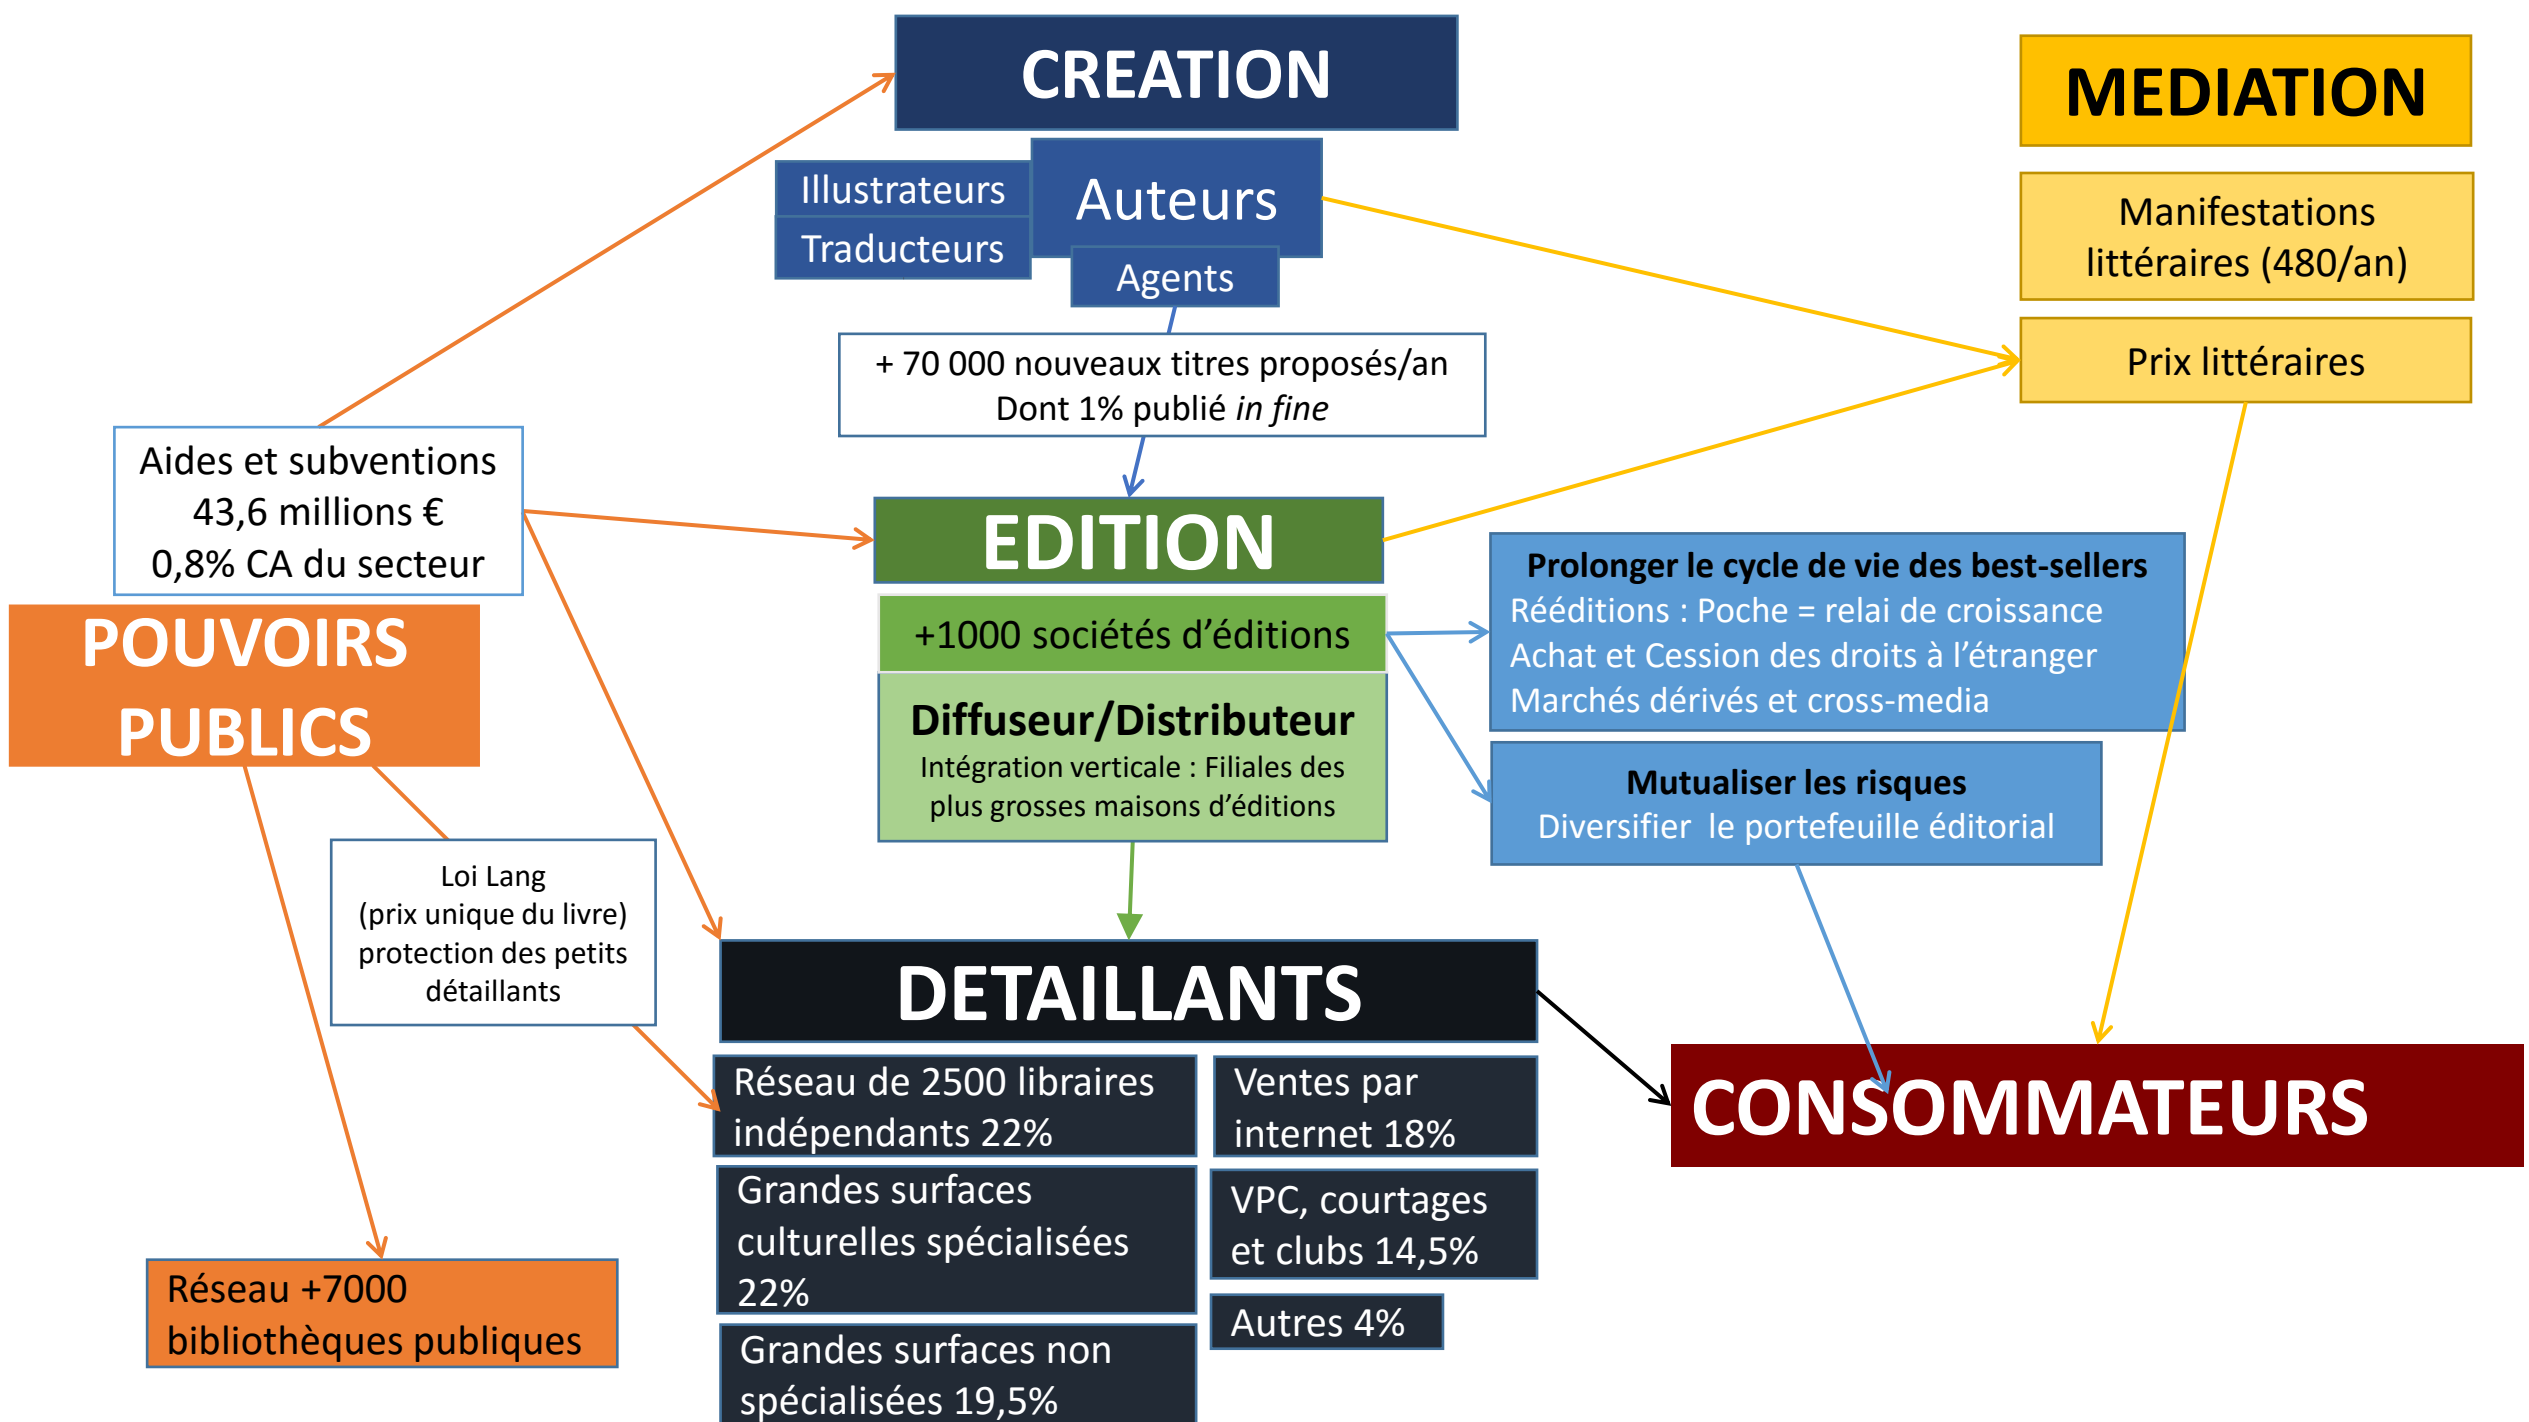 CREATION
Illustrateurs
Traducteurs
Auteurs
Agents
+ 70 000 nouveaux titres proposés/an
Dont 1% publié in fine
MEDIATION
Manifestations
littéraires (480/an)
Prix littéraires
Aides et subventions
43,6 millions €
0,8% CA du secteur
POUVOIRS
PUBLICS
Loi Lang
(prix unique du livre)
protection des petits
détaillants
Réseau +7000
bibliothèques publiques
EDITION
+1000 sociétés d’éditions
Diffuseur/Distributeur
Intégration verticale : Filiales des
plus grosses maisons d’éditions
Prolonger le cycle de vie des best-sellers
Rééditions : Poche = relai de croissance
Achat et Cession des droits à l’étranger
Marchés dérivés et cross-media
Mutualiser les risques
Diversifier  le portefeuille éditorial
DETAILLANTS
Réseau de 2500 libraires
indépendants 22%
Grandes surfaces
culturelles spécialisées
22%
Grandes surfaces non
spécialisées 19,5%
Ventes par
internet 18%
VPC, courtages
et clubs 14,5%
Autres 4%
CONSOMMATEURS